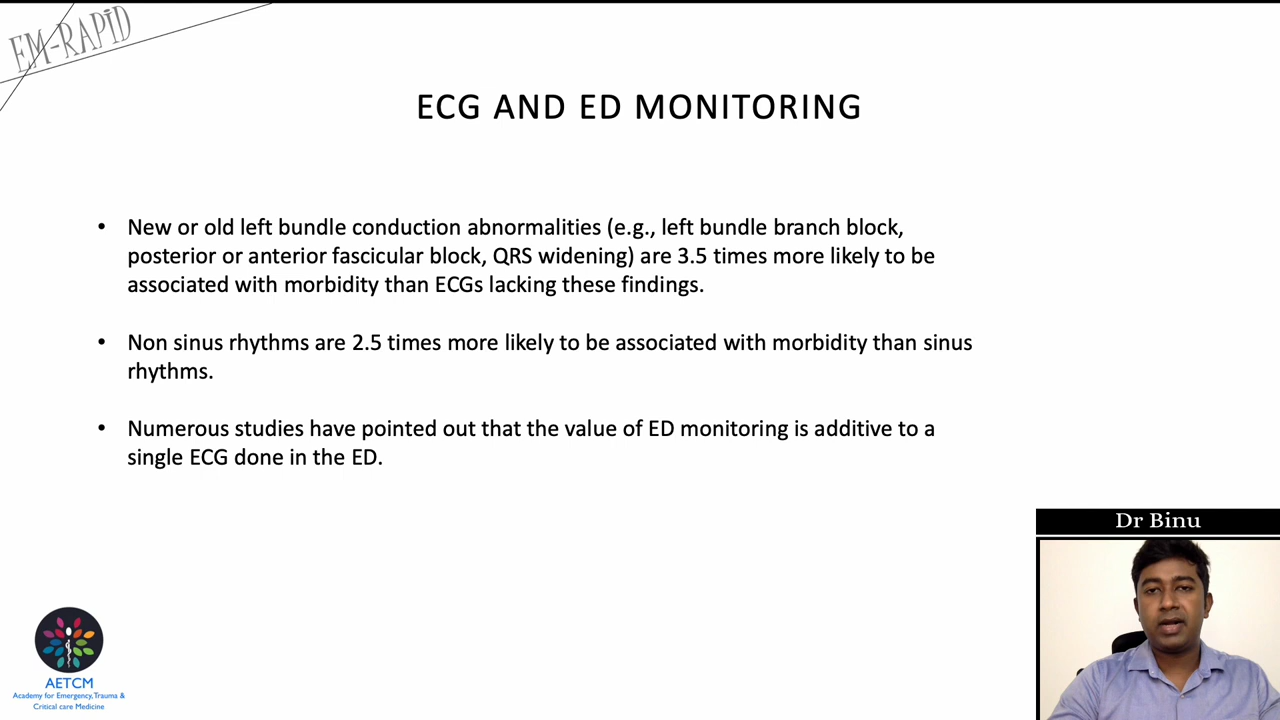 EM-RAPID
ECG AND ED MONITORING
• New or old left bundle conduction abnormalities (e.g., left bundle branch block,
posterior or anterior fascicular block, QRS widening) are 3.5 times more likely to be
associated with morbidity than ECGs lacking these findings.
• Non sinus rhythms are 2.5 times more likely to be associated with morbidity than sinus
rhythms.
• Numerous studies have pointed out that the value of ED monitoring is additive to a
single ECG done in the ED.
Dr Binu
AETCM
Academy for Emergency, Trauma &
Critical care Medicine